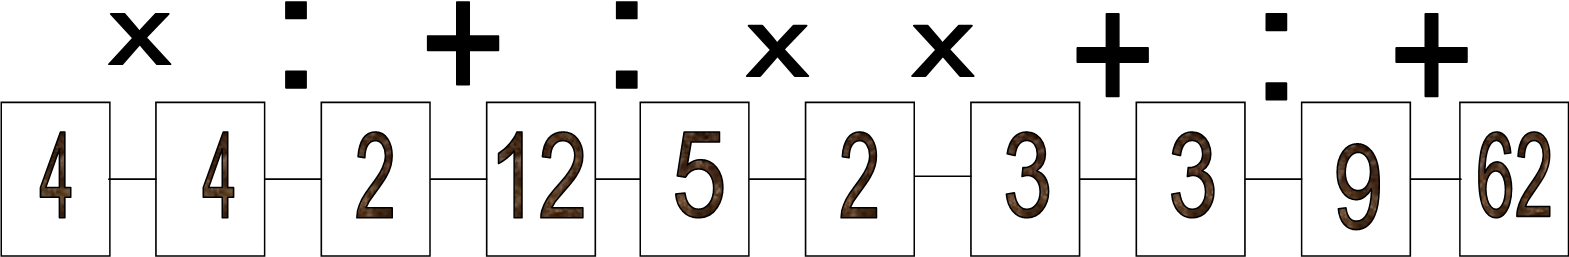 × : + : × × + : +
4 4 2 12 5 2 3 3 9 62